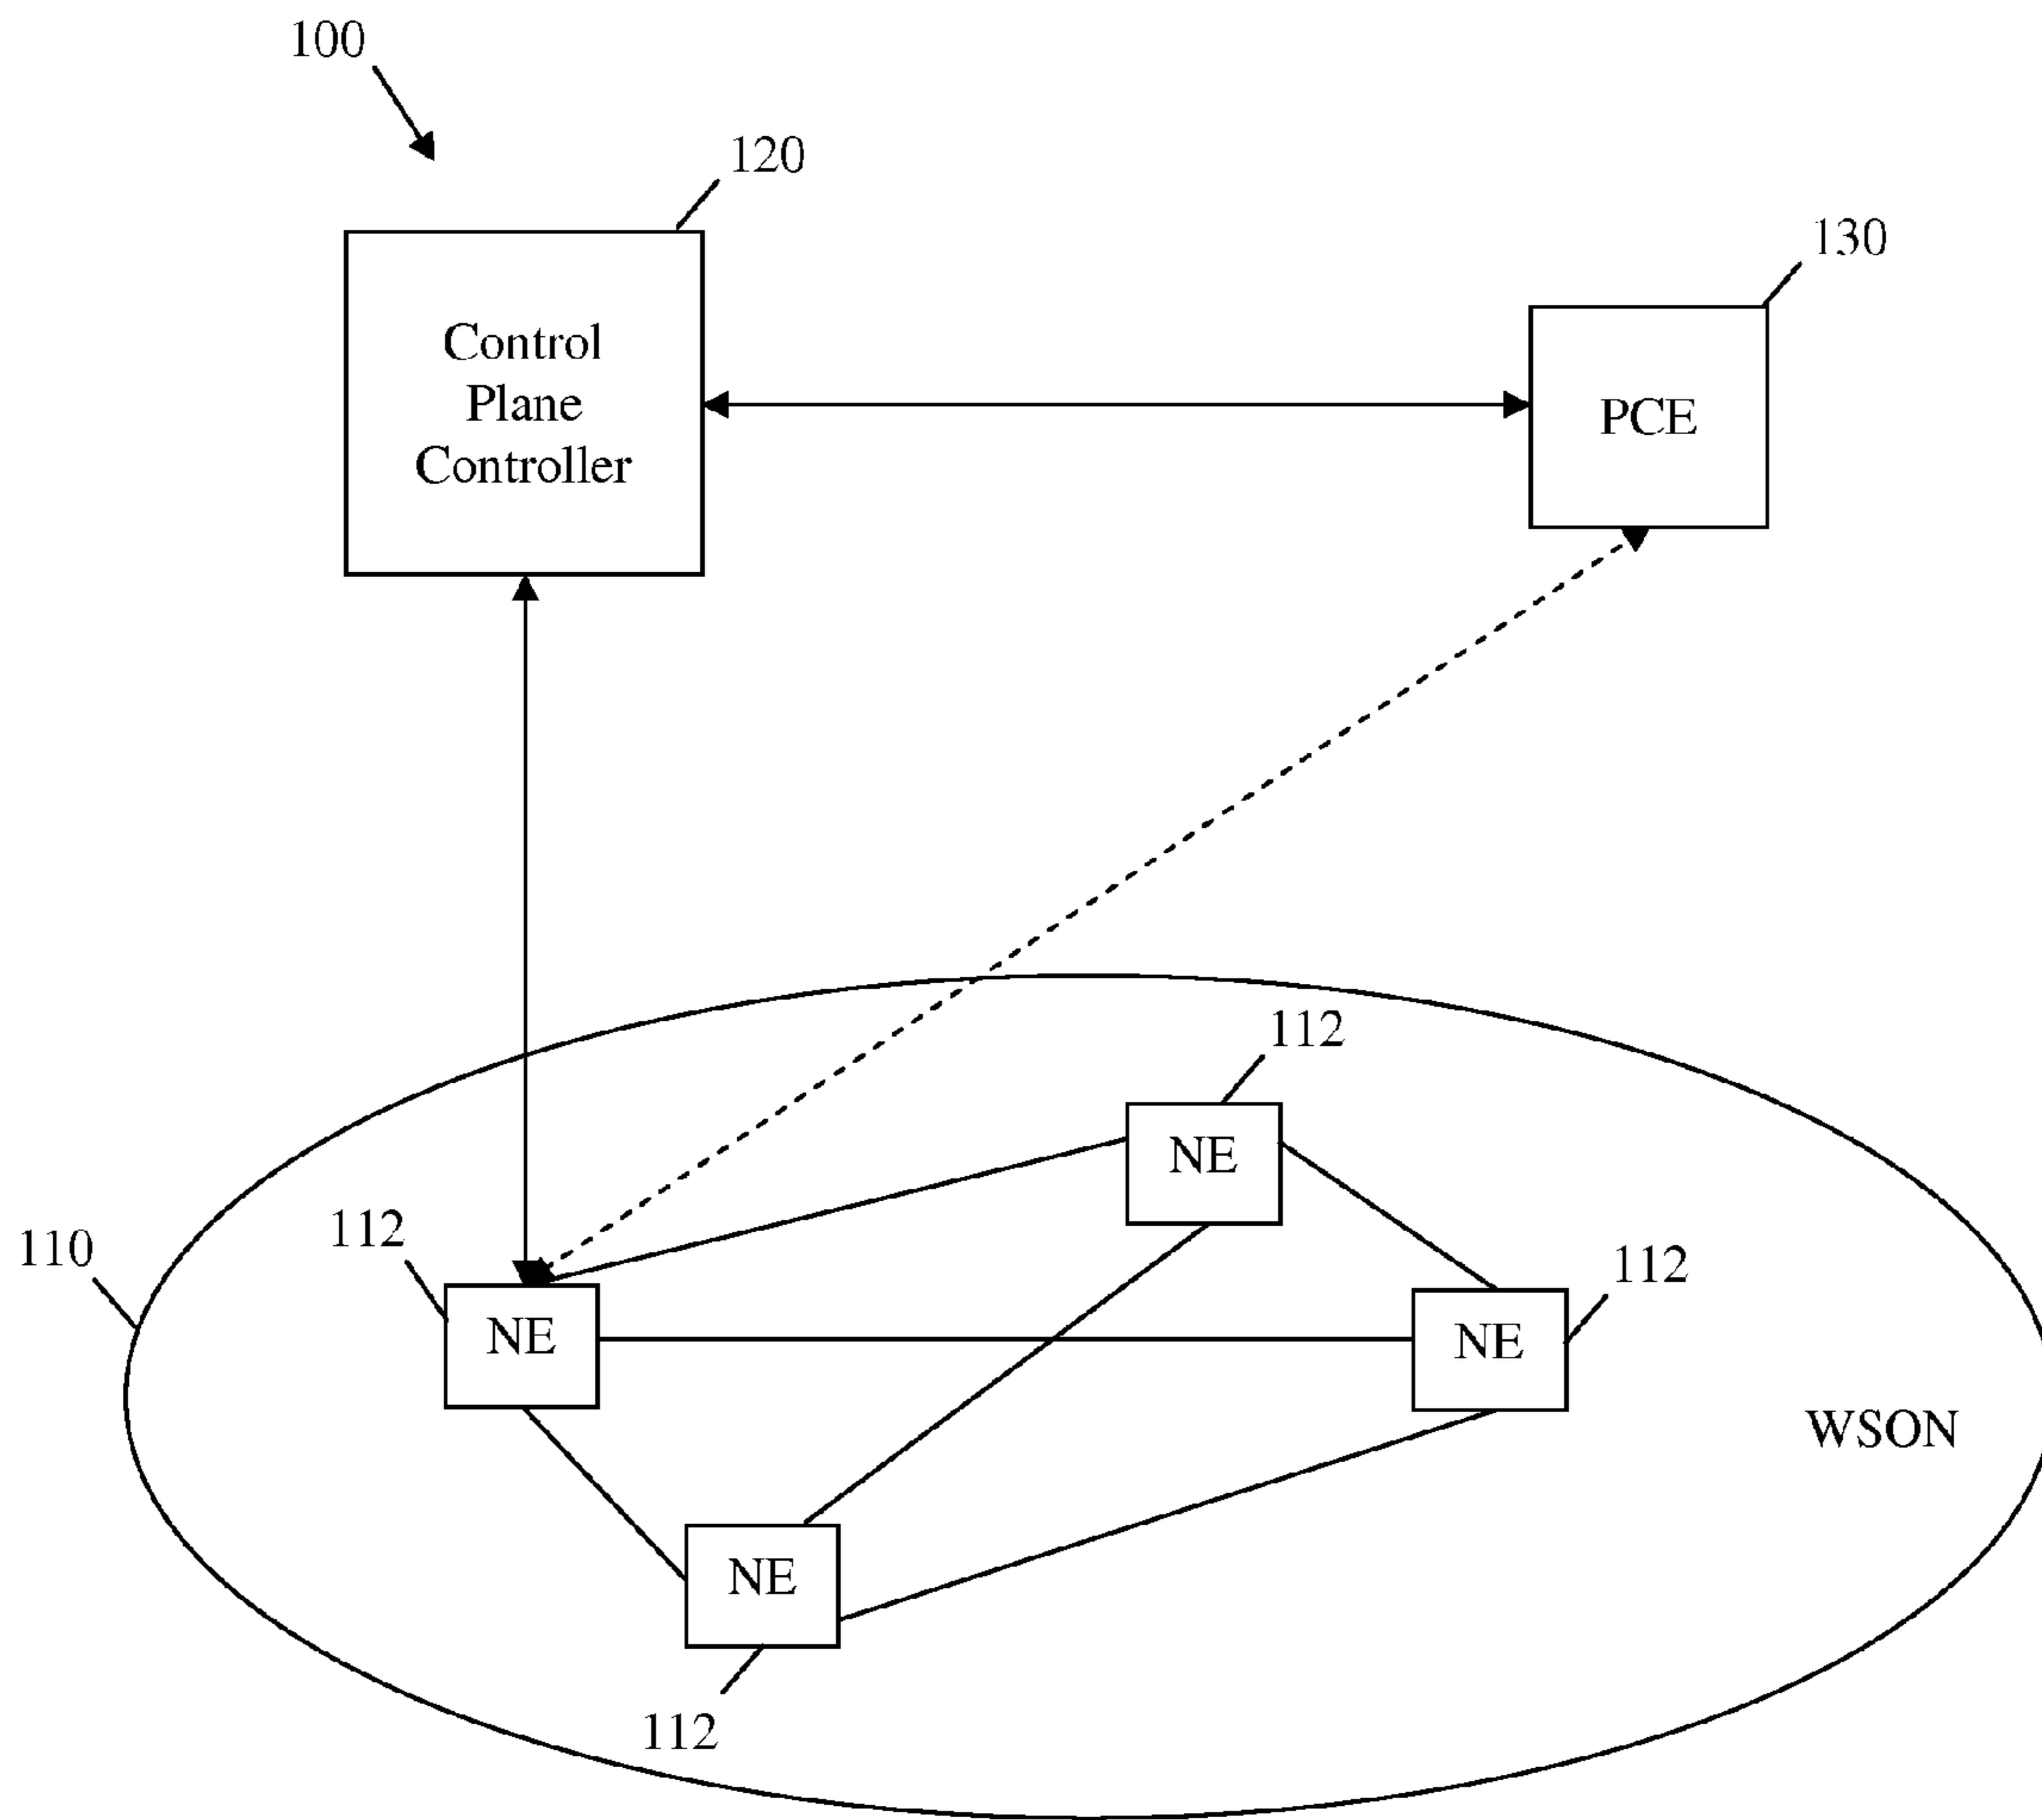 100
120
130
Control
Plane
Controller
PCE
112
NE
112
NE
110
112
NE
WSON
NE
112